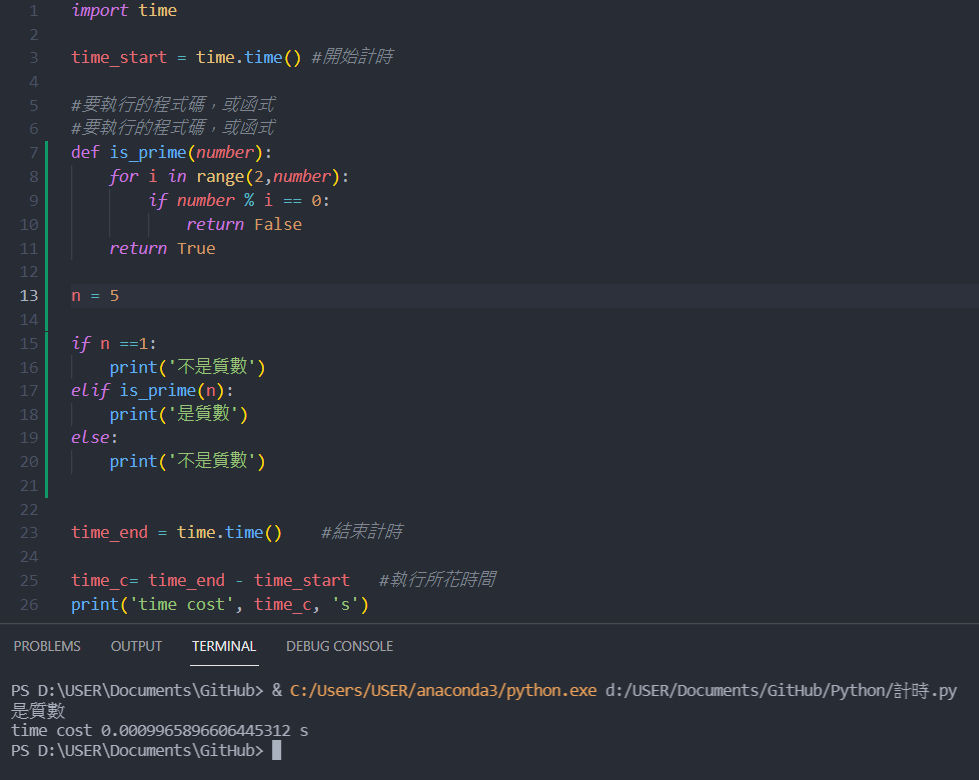 1 import time
2
3 time_start = time.time() #開始計時
4
5 #要執行的程式碼，或函式
6 #要執行的程式碼，或函式
7 def is_prime(number):
8     for i in range(2,number):
9         if number % i == 0:
10             return False
11     return True
12
13 n = 5
14
15 if n ==1:
16     print('不是質數')
17 elif is_prime(n):
18     print('是質數')
19 else:
20     print('不是質數')
21
22
23 time_end = time.time()    #結束計時
24
25 time_c= time_end - time_start   #執行所花時間
26 print('time cost', time_c, 's')
PROBLEMS OUTPUT TERMINAL DEBUG CONSOLE
PS D:\USER\Documents\GitHub> & C:/Users/USER/anaconda3/python.exe d:/USER/Documents/GitHub/Python/計時.py
是質數
time cost 0.0009965896606445312 s
PS D:\USER\Documents\GitHub>